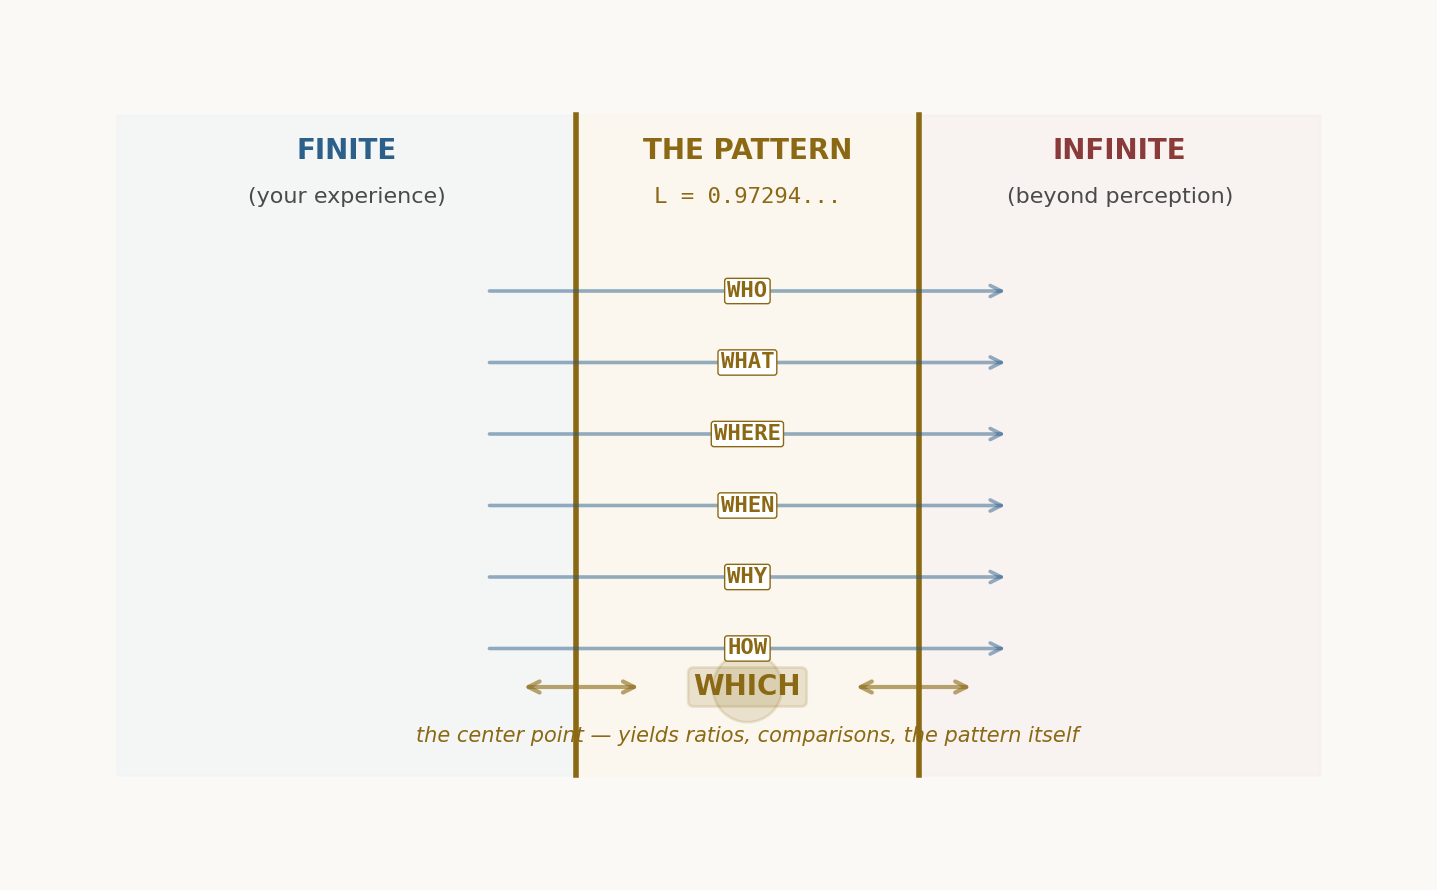 FINITE
(your experience)
THE PATTERN
L = 0.97294...
INFINITE
(beyond perception)
WHO
WHAT
WHERE
WHEN
WHY
HOW
WHICH
the center point — yields ratios, comparisons, the pattern itself